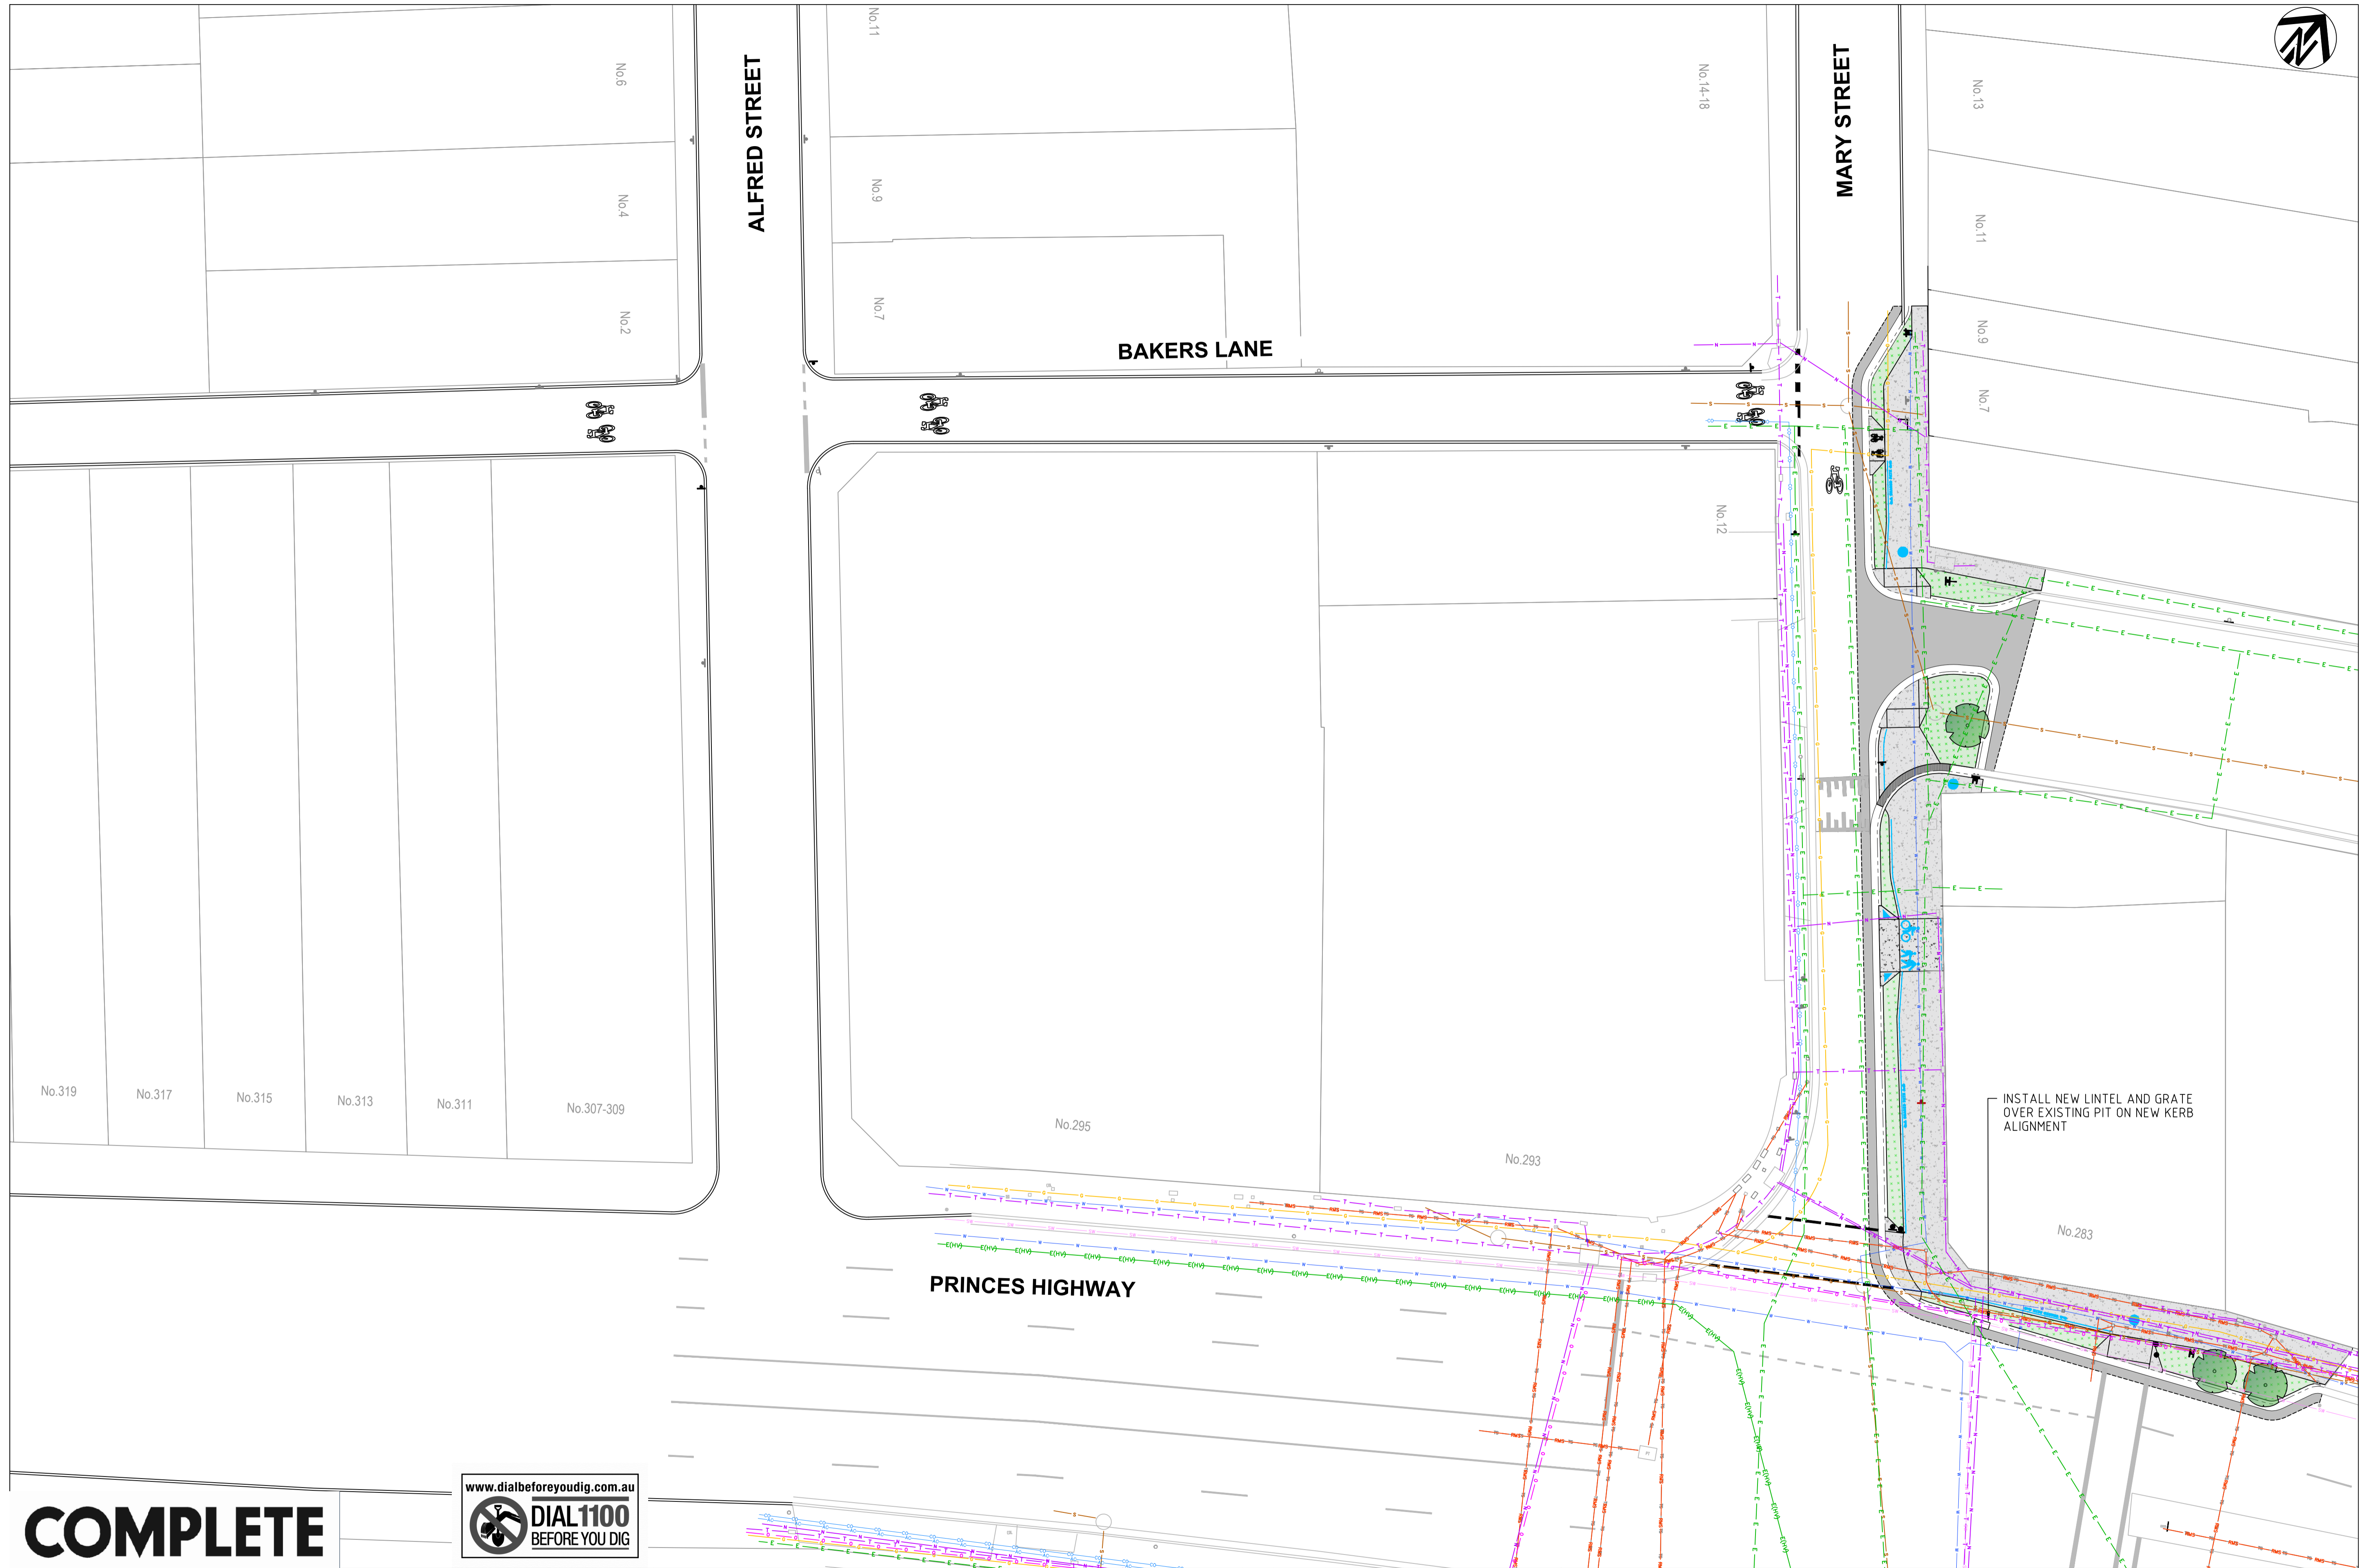 No.6
No.4
No.2
ALFRED STREET
No.11
No.9
No.7
BAKERS LANE
No.14-18
MARY STREET
No.13
No.11
No.9
No.7
No.12
No.319
No.317
No.315
No.313
No.311
No.307-309
No.295
No.293
INSTALL NEW LINTEL AND GRATE
OVER EXISTING PIT ON NEW KERB
ALIGNMENT
No.283
PRINCES HIGHWAY
COMPLETE
www.dialbeforeyoudig.com.au
DIAL1100
BEFORE YOU DIG